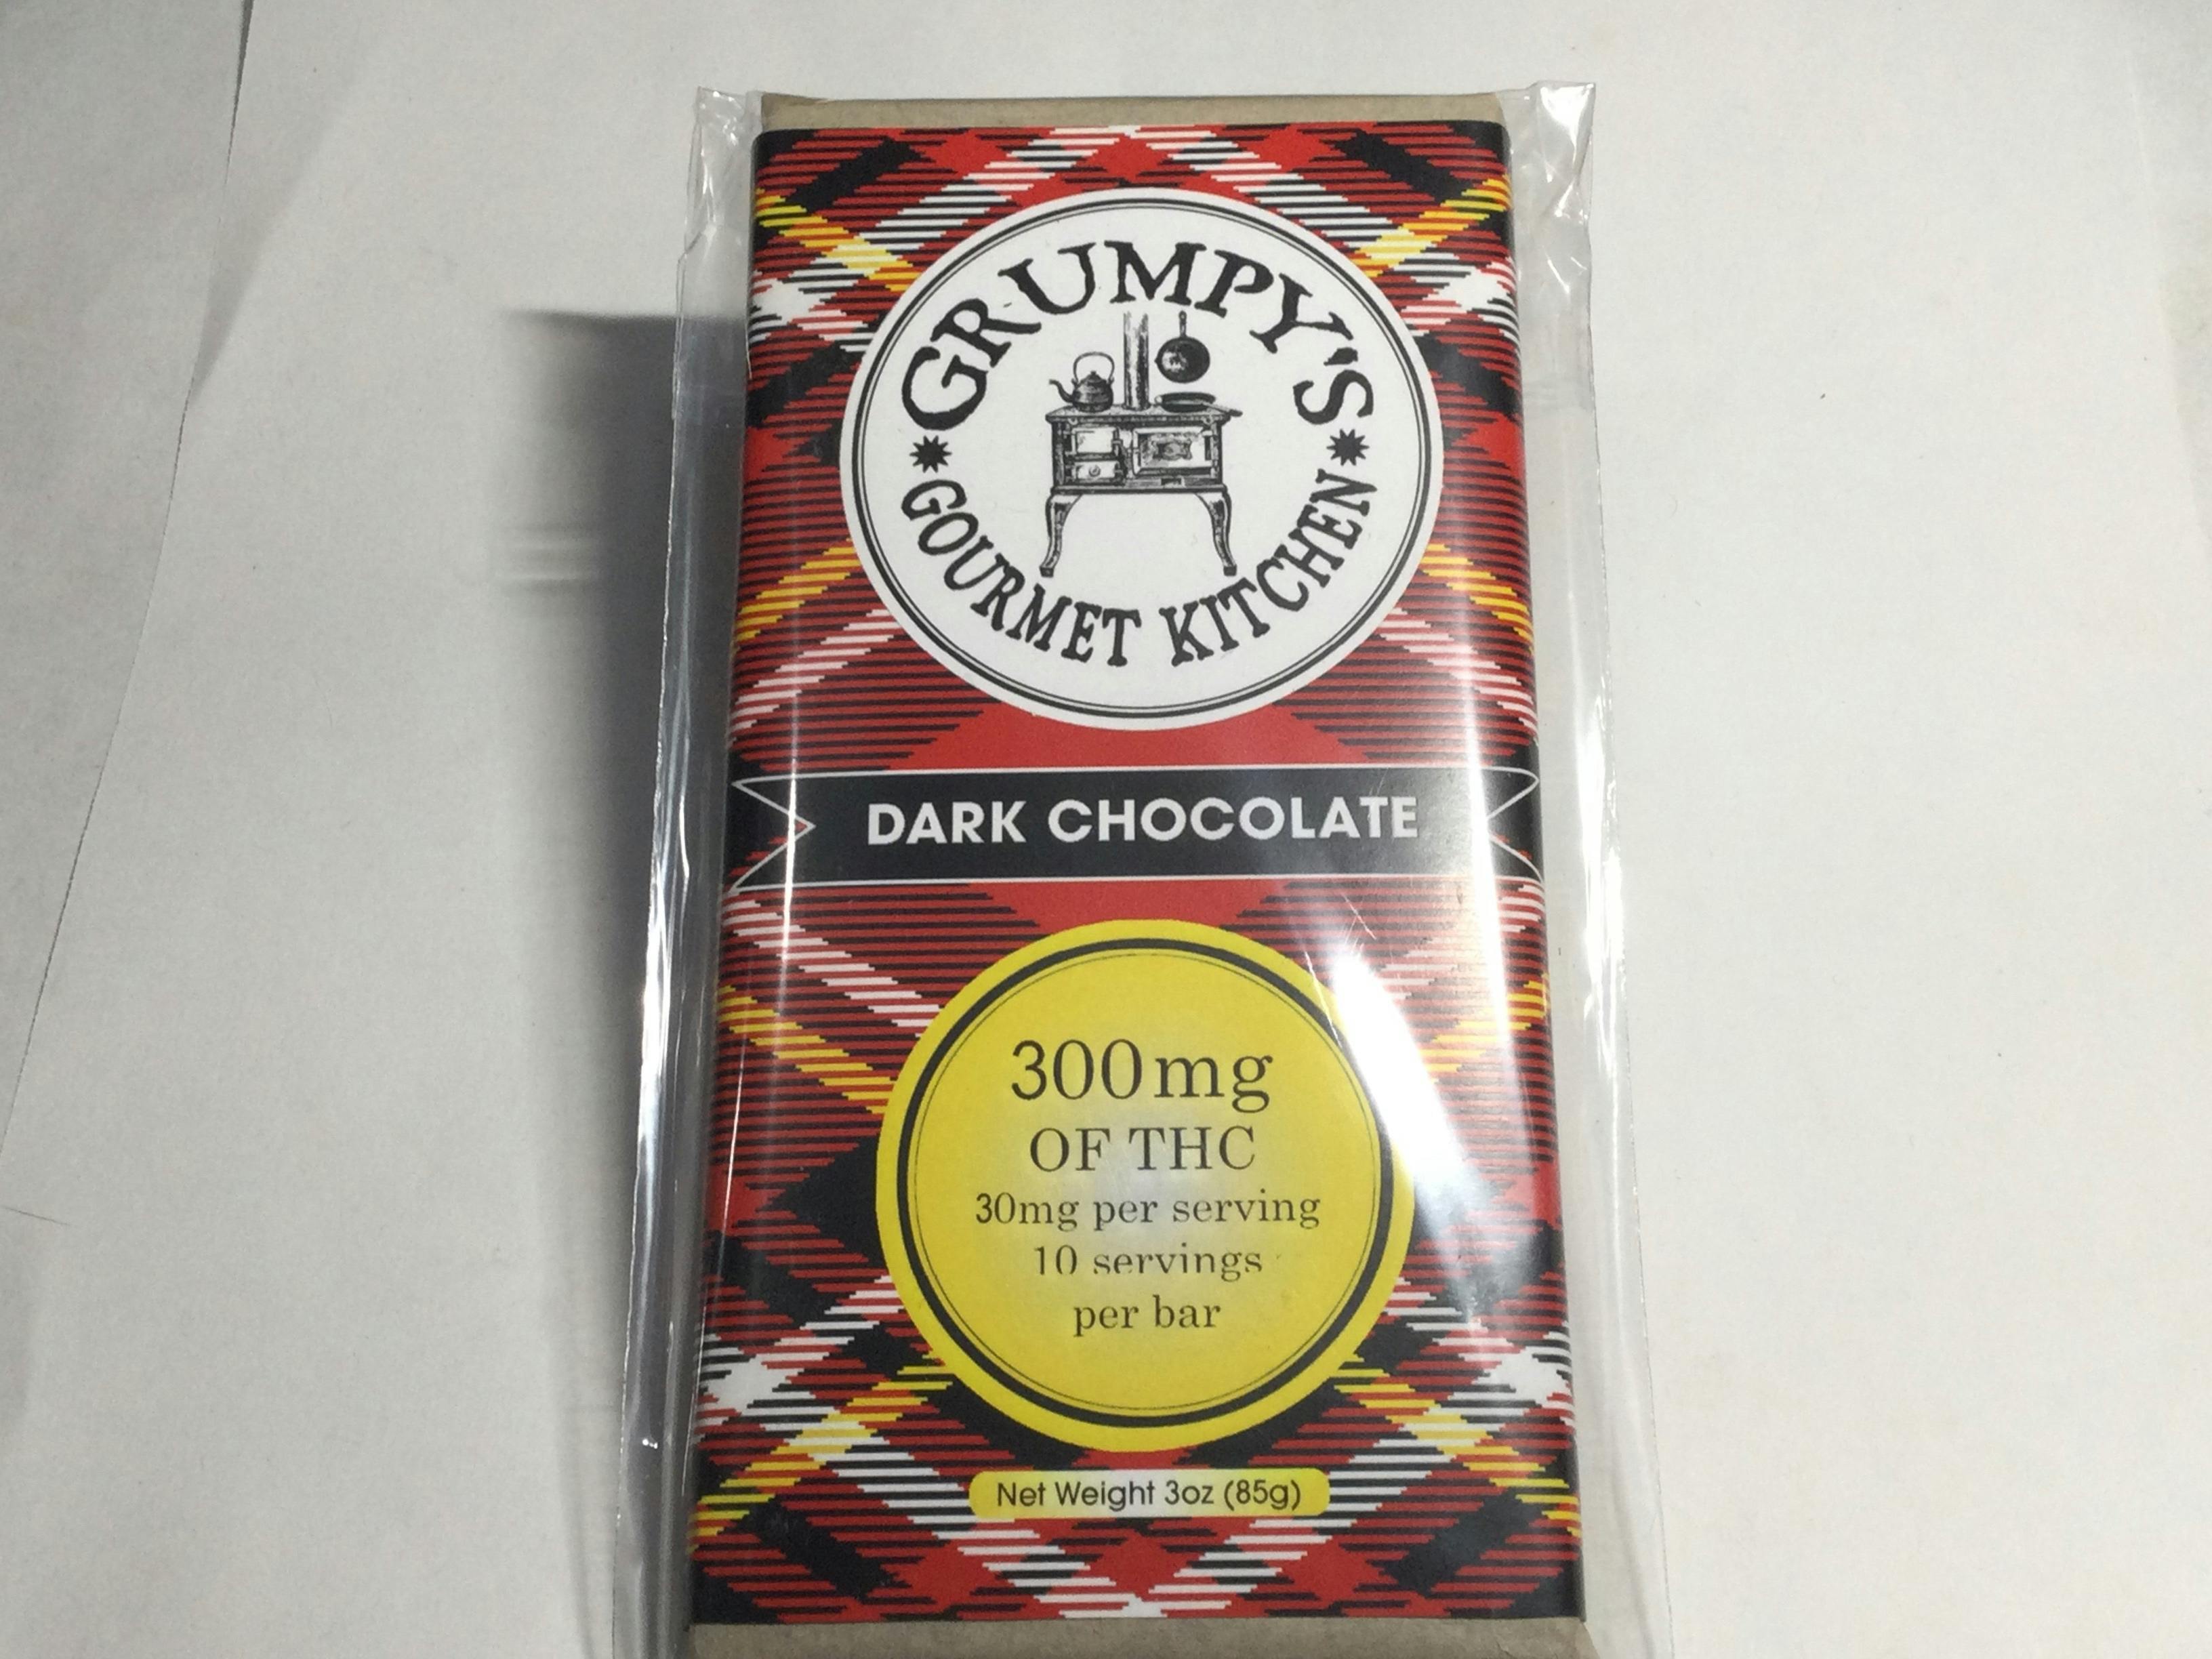 GRUMPY'S
GOURMET KITCHEN
DARK CHOCOLATE
300mg
OF THC
30mg per serving
10 servings
per bar
Net Weight 3oz (85g)